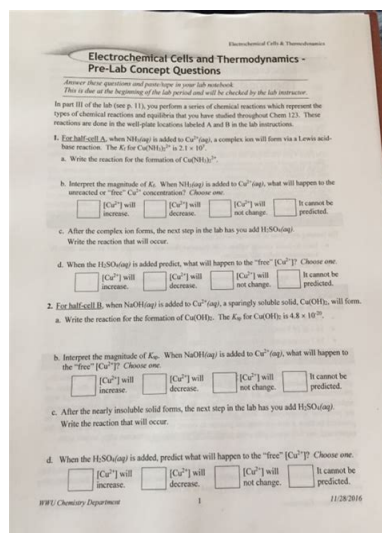 Electrochemical Cells & Thermodynamics
Electrochemical Cells and Thermodynamics -
Pre-Lab Concept Questions
Answer these questions and paste/tape in your lab notebook.
This is due at the beginning of the lab period and will be checked by the lab instructor.
In part III of the lab (see p. 11), you perform a series of chemical reactions which represent the
types of chemical reactions and equilibria that you have studied throughout Chem 123. These
reactions are done in the well-plate locations labeled A and B in the lab instructions.
1. For half-cell A, when NH₃(aq) is added to Cu²⁺(aq), a complex ion will form via a Lewis acid-
base reaction. The Kf for Cu(NH₃)₂²⁺ is 2.1 x 10⁷.
a. Write the reaction for the formation of Cu(NH₃)₂²⁺.
b. Interpret the magnitude of Kf. When NH₃(aq) is added to Cu²⁺(aq), what will happen to the
unreacted or "free" Cu²⁺ concentration? Choose one.
[Cu²⁺] will increase. [Cu²⁺] will decrease. [Cu²⁺] will not change. It cannot be predicted.
c. After the complex ion forms, the next step in the lab has you add H₂SO₄(aq).
Write the reaction that will occur.
d. When the H₂SO₄(aq) is added predict, what will happen to the "free" [Cu²⁺]? Choose one.
[Cu²⁺] will increase. [Cu²⁺] will decrease. [Cu²⁺] will not change. It cannot be predicted.
2. For half-cell B, when NaOH(aq) is added to Cu²⁺(aq), a sparingly soluble solid, Cu(OH)₂, will form.
a. Write the reaction for the formation of Cu(OH)₂. The Ksp for Cu(OH)₂ is 4.8 x 10⁻²⁰.
b. Interpret the magnitude of Ksp. When NaOH(aq) is added to Cu²⁺(aq), what will happen to
the "free" [Cu²⁺]? Choose one.
[Cu²⁺] will increase. [Cu²⁺] will decrease. [Cu²⁺] will not change. It cannot be predicted.
c. After the nearly insoluble solid forms, the next step in the lab has you add H₂SO₄(aq).
Write the reaction that will occur.
d. When the H₂SO₄(aq) is added, predict what will happen to the "free" [Cu²⁺]? Choose one.
[Cu²⁺] will increase. [Cu²⁺] will decrease. [Cu²⁺] will not change. It cannot be predicted.
WWU Chemistry Department 1 11/28/2016